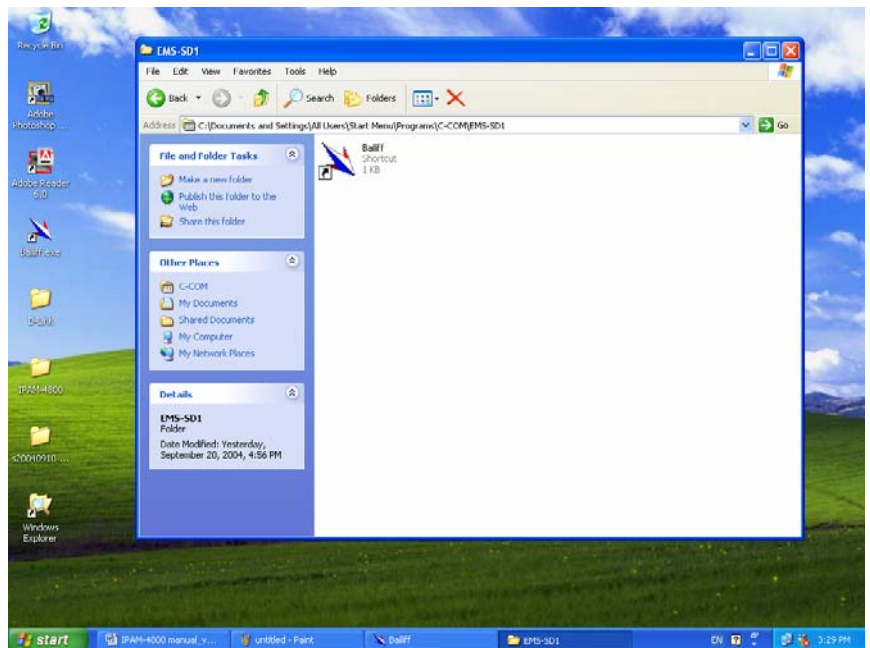 Recycle Bin
Adobe
Photoshop ...
Adobe Reader
6.0
Bailiff.exe
IPAM-4800
s20040910-...
Windows
Explorer
EMS-SD1
File Edit View Favorites Tools Help
Back Search Folders
Address C:\Documents and Settings\All Users\Start Menu\Programs\C-COM\EMS-SD1 Go
File and Folder Tasks
Make a new folder
Publish this folder to the
Web
Share this folder
Other Places
C-COM
My Documents
Shared Documents
My Computer
My Network Places
Details
EMS-SD1
Folder
Date Modified: Yesterday,
September 20, 2004, 4:56 PM
Bailiff
Shortcut
1 KB
start IPAM-4000 manual_v... untitled - Paint Bailiff EMS-SD1 EN 3:29 PM